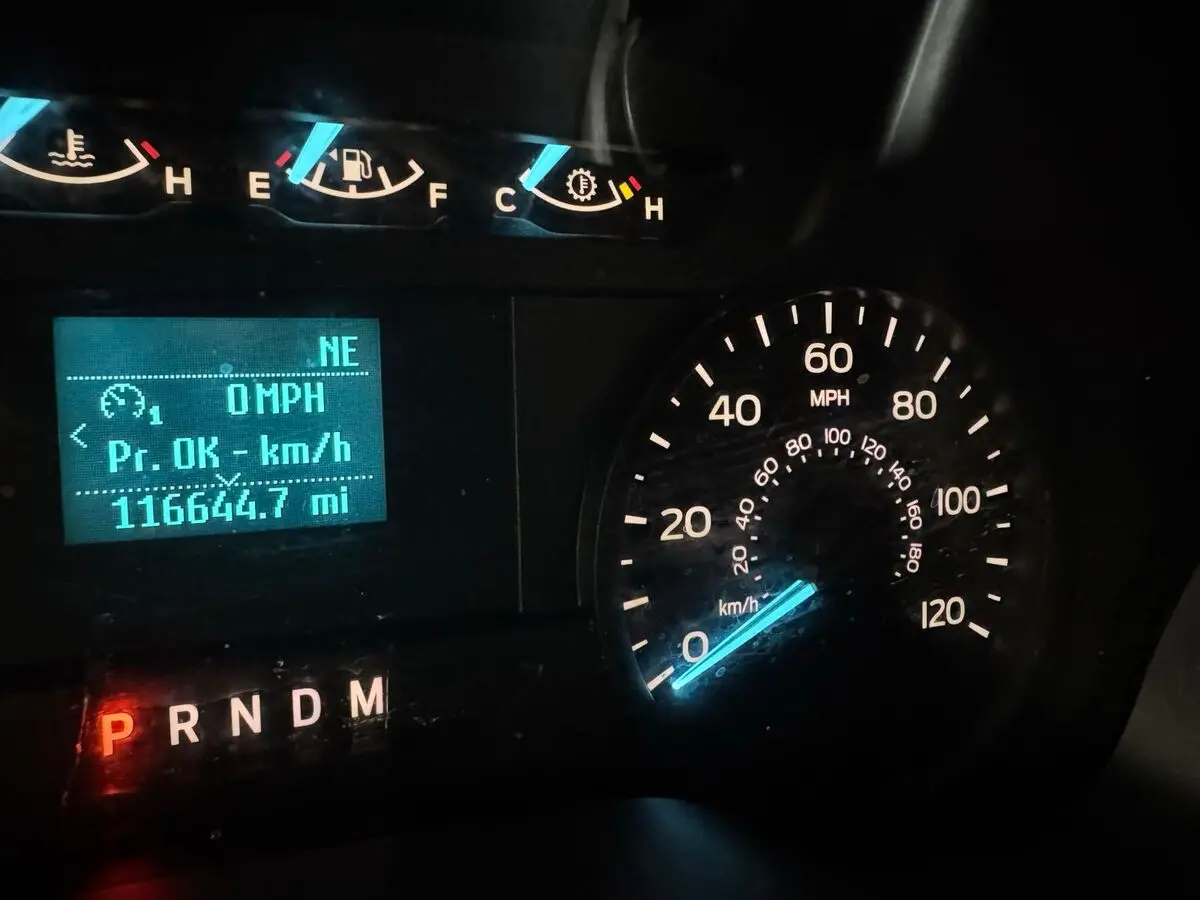 H
E F
C H
NE
1 0 MPH
< Pr. OK - km/h
116644.7 mi
P R N D M
0 20 40 60 80 100 120
MPH
20 40 60 80 100 120 140 160 180
km/h